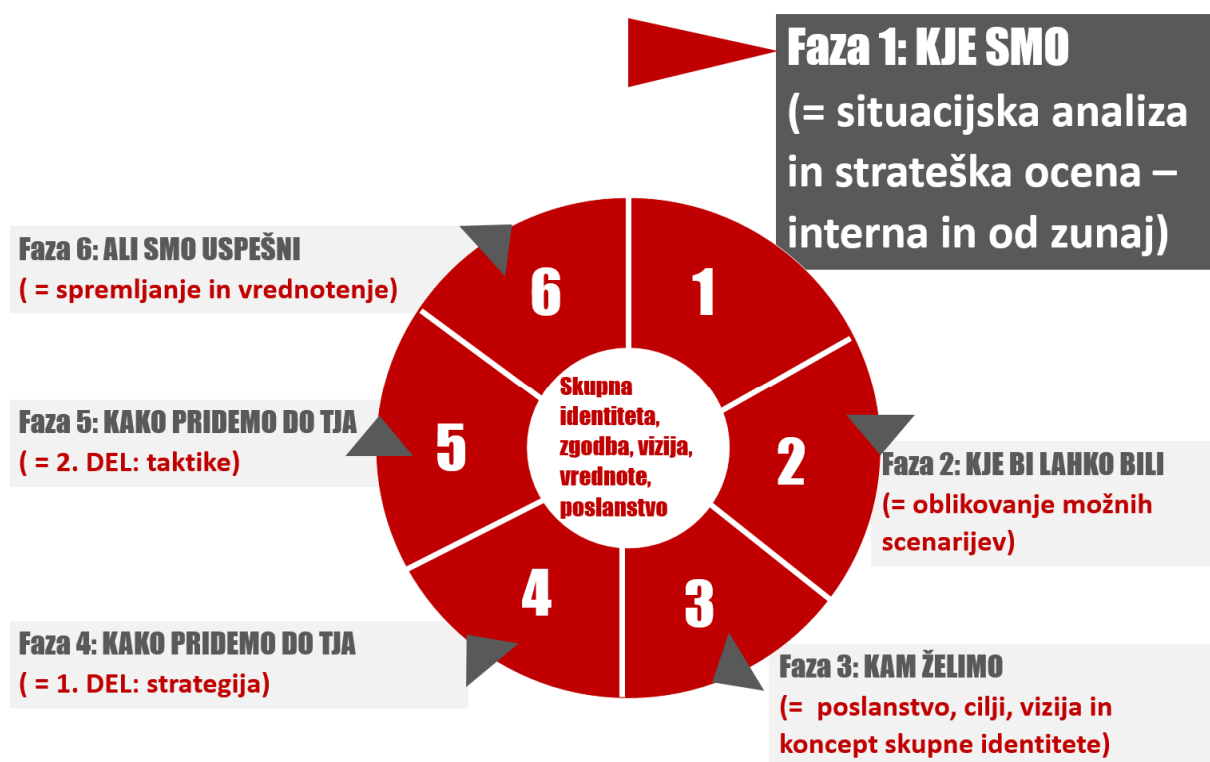 Faza 1: KJE SMO
(= situacijska analiza
in strateška ocena –
interna in od zunaj)
Faza 6: ALI SMO USPEŠNI
( = spremljanje in vrednotenje)
6
1
Skupna
identiteta,
zgodba, vizija,
vrednote,
poslanstvo
Faza 5: KAKO PRIDEMO DO TJA
( = 2. DEL: taktike)
5
2
Faza 2: KJE BI LAHKO BILI
(= oblikovanje možnih
scenarijev)
4
3
Faza 4: KAKO PRIDEMO DO TJA
( = 1. DEL: strategija)
Faza 3: KAM ŽELIMO
(= poslanstvo, cilji, vizija in
koncept skupne identitete)